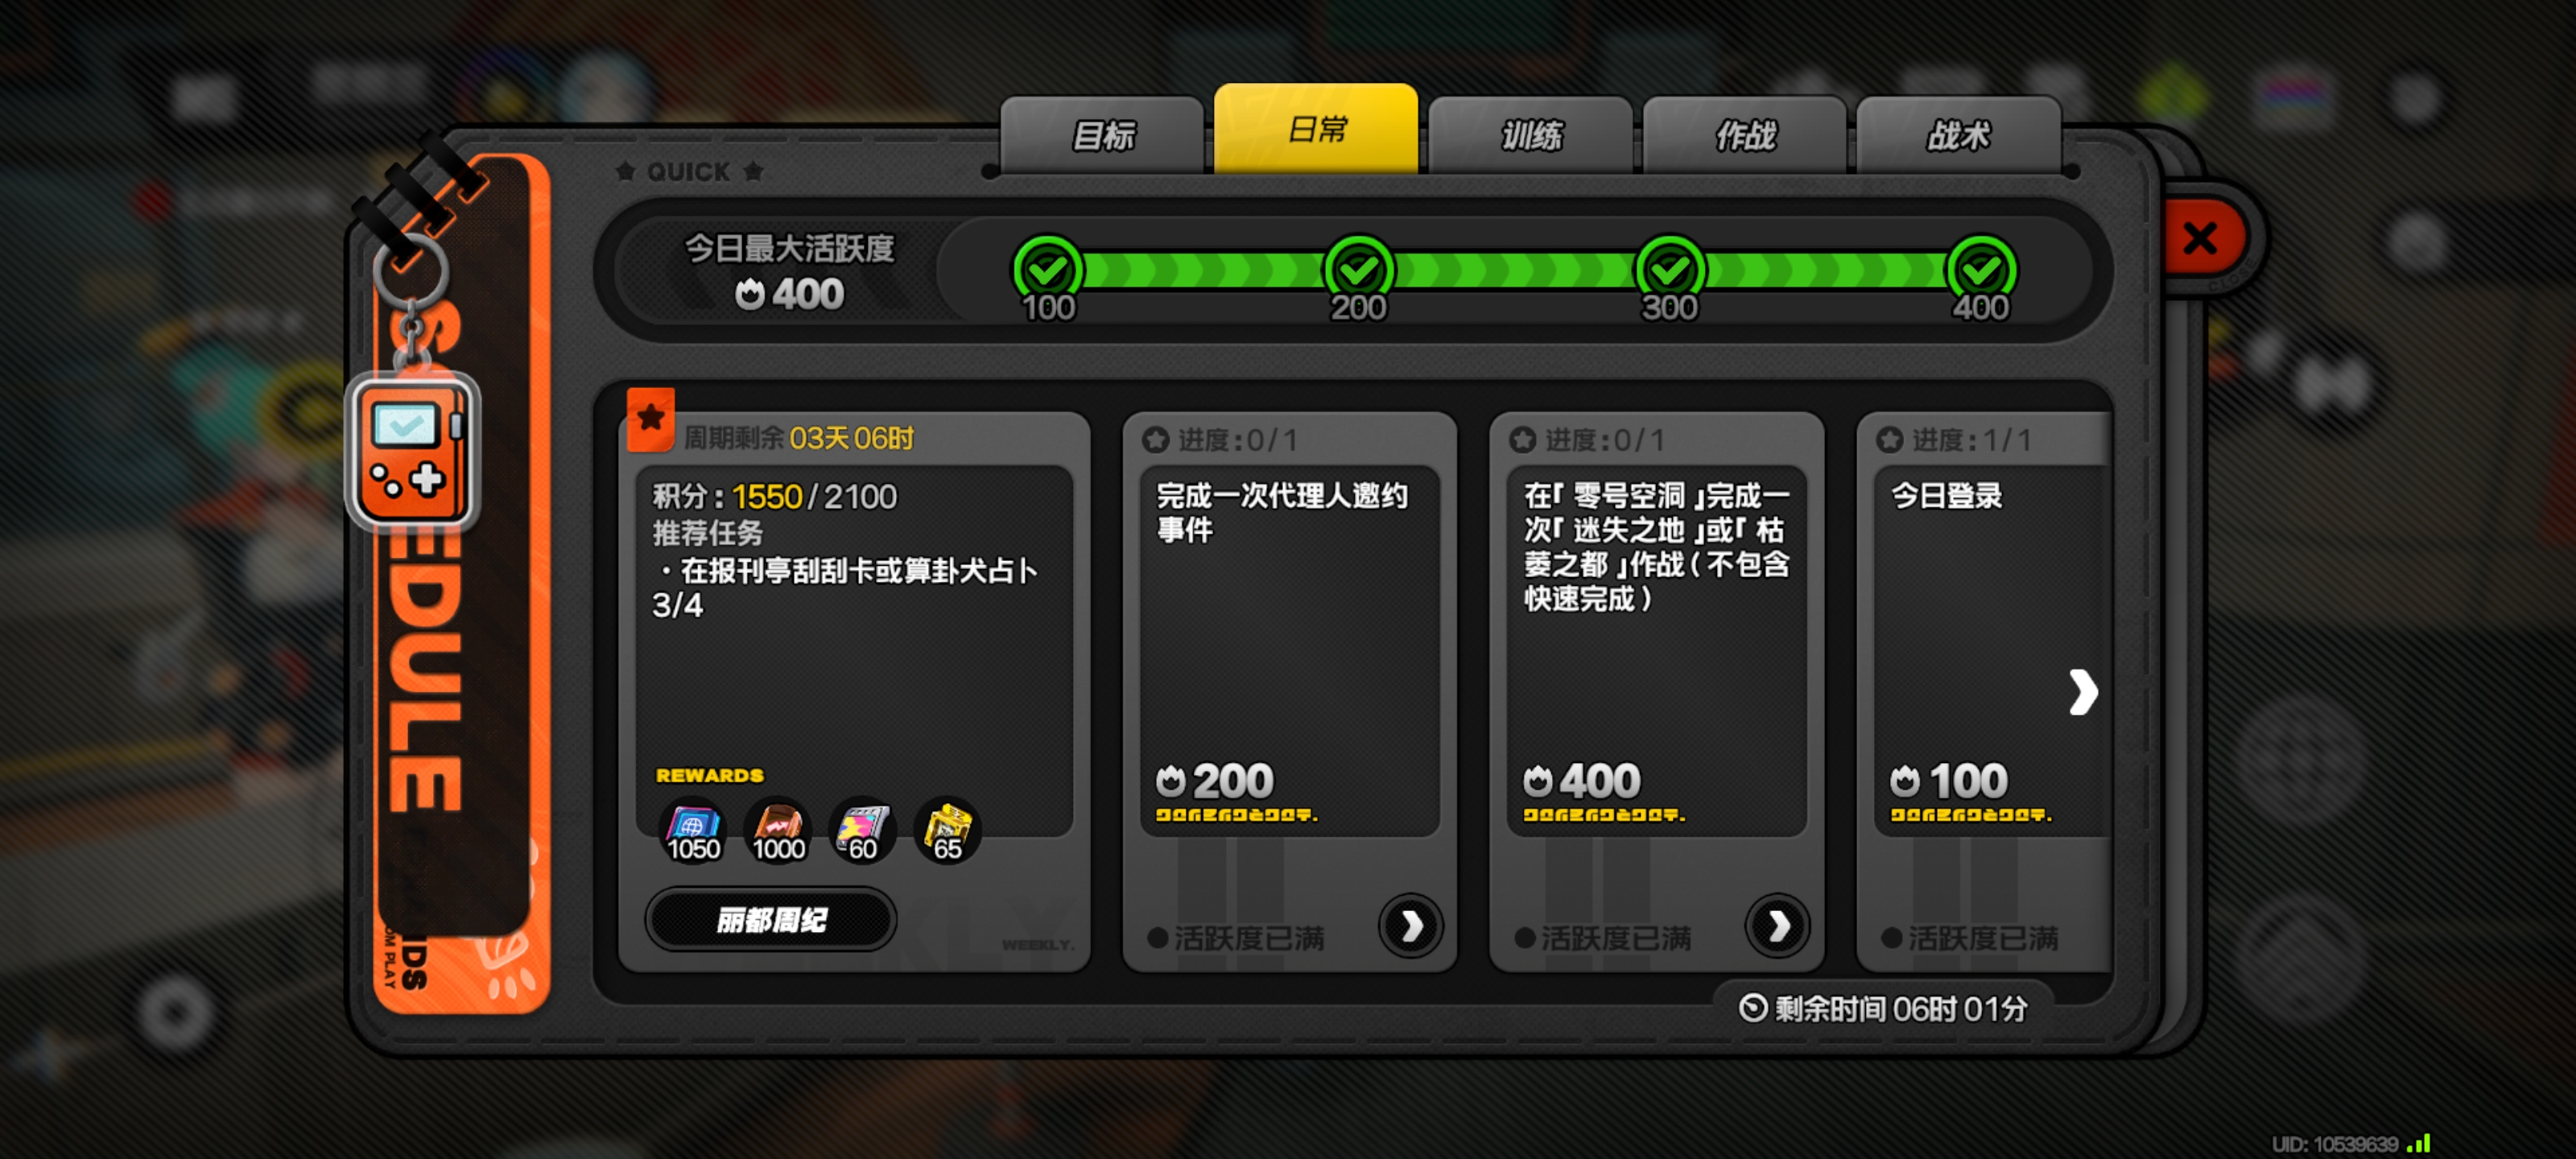 目标
日常
训练
作战
战术
QUICK
今日最大活跃度
400
100
200
300
400
周期剩余 03天 06时
积分：1550/2100
推荐任务
·在报刊亭刮刮卡或算卦犬占卜
3/4
REWARDS
1050
1000
60
65
丽都周纪
WEEKLY.
进度:0/1
完成一次代理人邀约
事件
200
活跃度已满
进度:0/1
在「零号空洞」完成一
次「迷失之地」或「枯
萎之都」作战（不包含
快速完成）
400
活跃度已满
进度:1/1
今日登录
100
活跃度已满
剩余时间 06时 01分
EDULE
UID: 10539639